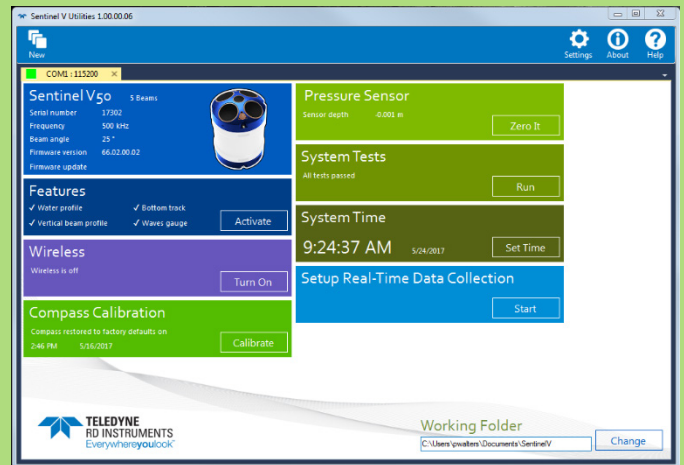 Sentinel V Utilities 1.00.00.06
New
Settings
About
Help
COM1 : 115200
Sentinel V50 5 Beams
Serial number 17302
Frequency 500 kHz
Beam angle 25 °
Firmware version 66.02.00.02
Firmware update
Features
✓ Water profile ✓ Bottom track
✓ Vertical beam profile ✓ Waves gauge
Activate
Wireless
Wireless is off
Turn On
Compass Calibration
Compass restored to factory defaults on
2:46 PM 5/16/2017
Calibrate
Pressure Sensor
Sensor depth -0.001 m
Zero It
System Tests
All tests passed
Run
System Time
9:24:37 AM 5/24/2017
Set Time
Setup Real-Time Data Collection
Start
TELEDYNE
RD INSTRUMENTS
Everywhereyoulook
Working Folder
C:\Users\pwalters\Documents\SentinelV
Change